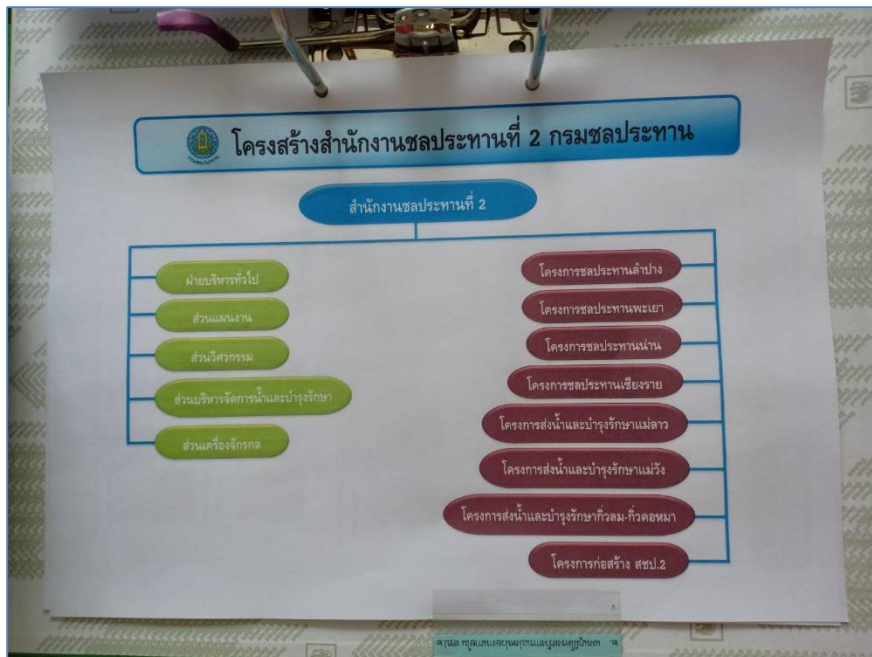 โครงสร้างสำนักงานชลประทานที่ 2 กรมชลประทาน
สำนักงานชลประทานที่ 2
ฝ่ายบริหารทั่วไป
ส่วนแผนงาน
ส่วนวิศวกรรม
ส่วนบริหารจัดการน้ำและบำรุงรักษา
ส่วนเครื่องจักรกล
โครงการชลประทานลำปาง
โครงการชลประทานพะเยา
โครงการชลประทานน่าน
โครงการชลประทานเชียงราย
โครงการส่งน้ำและบำรุงรักษาแม่ลาว
โครงการส่งน้ำและบำรุงรักษาแม่วัง
โครงการส่งน้ำและบำรุงรักษากิ่วลม-กิ่วคอหมา
โครงการก่อสร้าง สชป.2